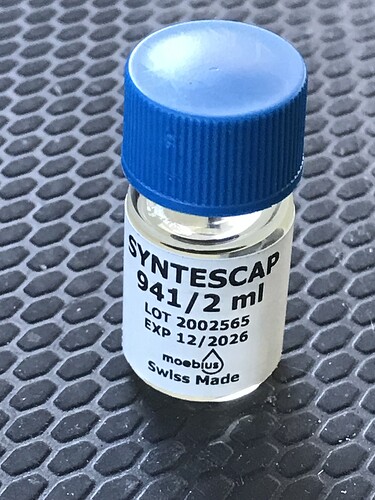 SYNTESCAP
941/2 ml
LOT 2002565
EXP 12/2026
moebius
Swiss Made